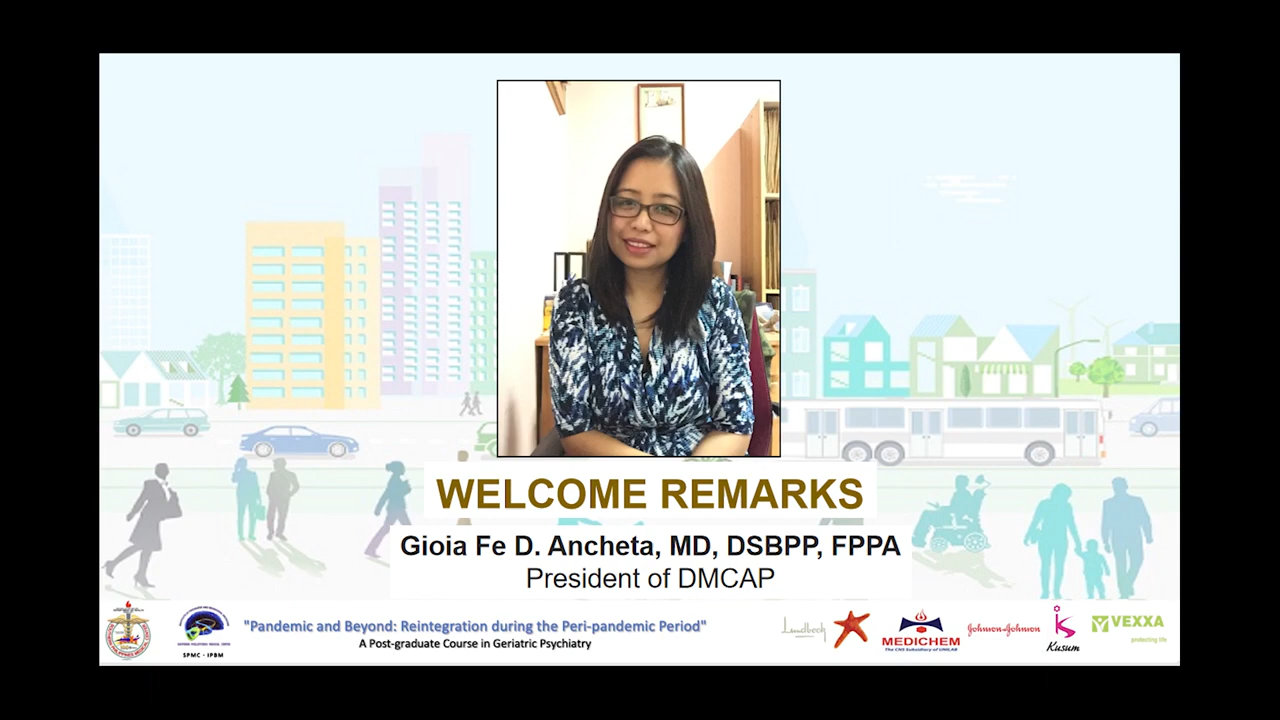 WELCOME REMARKS
Gioia Fe D. Ancheta, MD, DSBPP, FPPA
President of DMCAP
"Pandemic and Beyond: Reintegration during the Peri-pandemic Period"
A Post-graduate Course in Geriatric Psychiatry
SPMC - IPBM
Lundbeck
MEDICHEM
The CNS Subsidiary of UNILAB
Johnson & Johnson
Kusum
VEXXA
protecting life